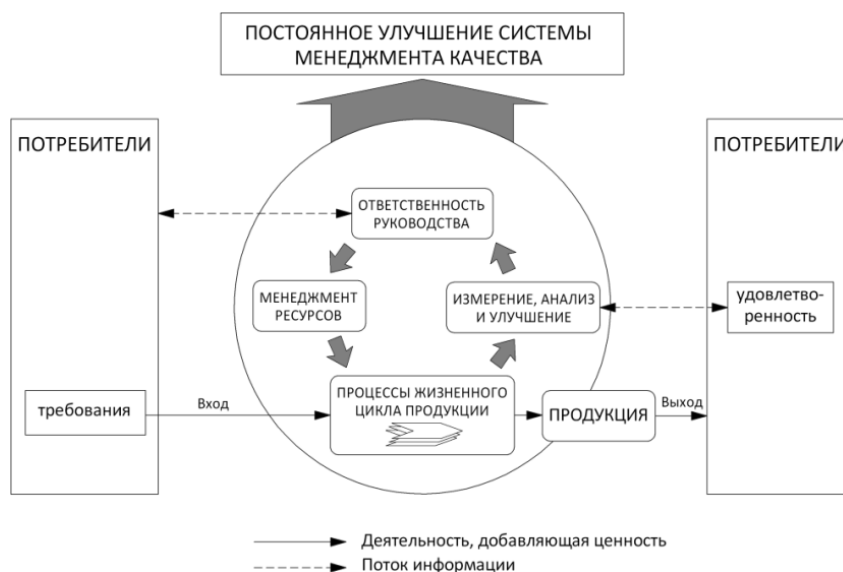 ПОСТОЯННОЕ УЛУЧШЕНИЕ СИСТЕМЫ
МЕНЕДЖМЕНТА КАЧЕСТВА
ПОТРЕБИТЕЛИ
ПОТРЕБИТЕЛИ
ОТВЕТСТВЕННОСТЬ
РУКОВОДСТВА
МЕНЕДЖМЕНТ
РЕСУРСОВ
ИЗМЕРЕНИЕ, АНАЛИЗ
И УЛУЧШЕНИЕ
удовлетво-
ренность
требования
Вход
ПРОЦЕССЫ ЖИЗНЕННОГО
ЦИКЛА ПРОДУКЦИИ
ПРОДУКЦИЯ
Выход
Деятельность, добавляющая ценность
Поток информации